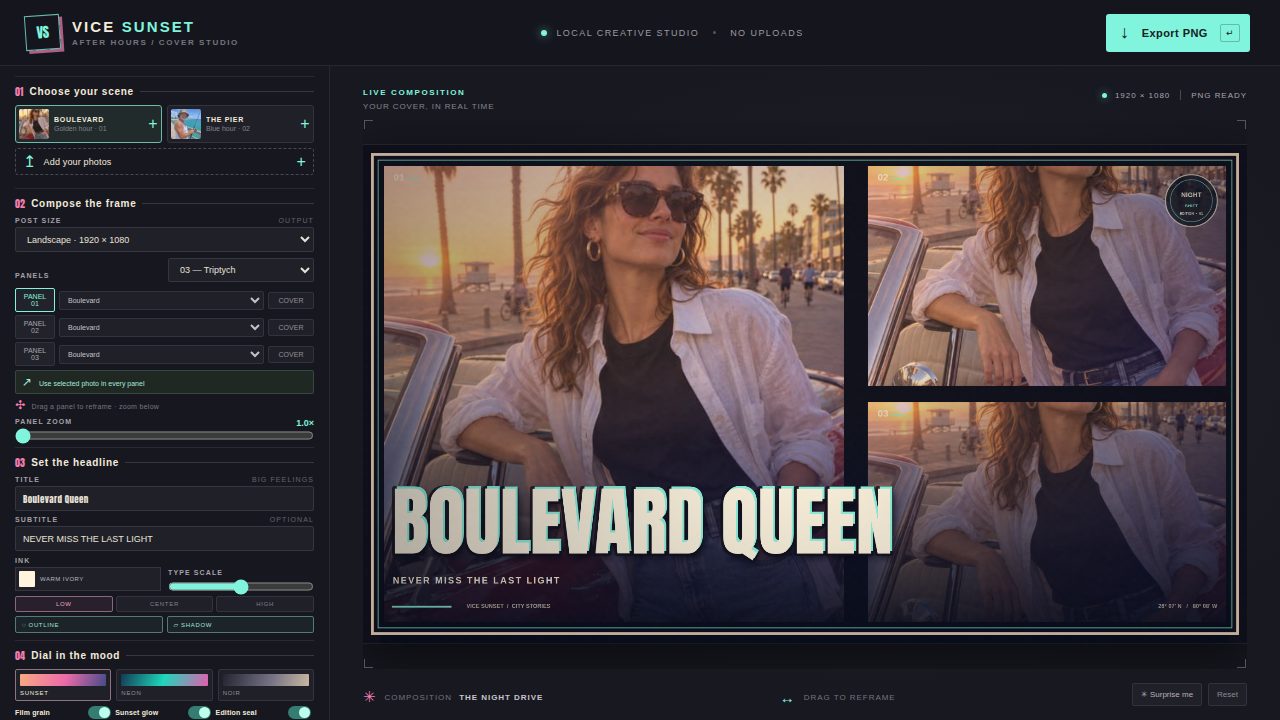 VS
VICE SUNSET
AFTER HOURS / COVER STUDIO
LOCAL CREATIVE STUDIO • NO UPLOADS
↓ Export PNG ↵
01 Choose your scene
BOULEVARD
Golden hour · 01
+
THE PIER
Blue hour · 02
+
Add your photos +
02 Compose the frame
POST SIZE OUTPUT
Landscape · 1920 × 1080
PANELS
03 — Triptych
PANEL 01
Boulevard
COVER
PANEL 02
Boulevard
COVER
PANEL 03
Boulevard
COVER
↗ Use selected photo in every panel
Drag a panel to reframe · zoom below
PANEL ZOOM 1.0×
03 Set the headline
TITLE BIG FEELINGS
Boulevard Queen
SUBTITLE OPTIONAL
NEVER MISS THE LAST LIGHT
INK
WARM IVORY
TYPE SCALE
LOW CENTER HIGH
OUTLINE SHADOW
04 Dial in the mood
SUNSET NEON NOIR
Film grain Sunset glow Edition seal
LIVE COMPOSITION
YOUR COVER, IN REAL TIME
1920 × 1080 | PNG READY
01
02
NIGHT
SHIFT
EDITION · 01
03
BOULEVARD QUEEN
NEVER MISS THE LAST LIGHT
VICE SUNSET / CITY STORIES
COMPOSITION THE NIGHT DRIVE
↔ DRAG TO REFRAME
✳ Surprise me
Reset